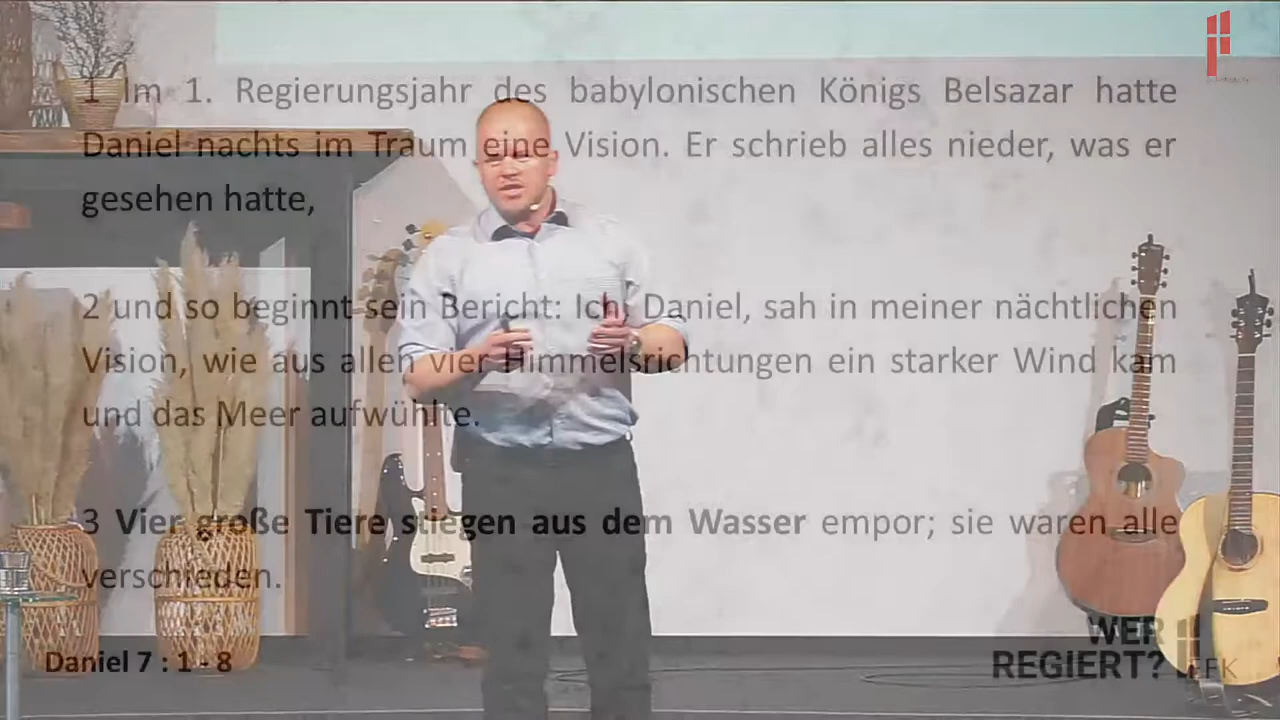 1 Im 1. Regierungsjahr des babylonischen Königs Belsazar hatte
Daniel nachts im Traum eine Vision. Er schrieb alles nieder, was er
gesehen hatte,
2 und so beginnt sein Bericht: Ich, Daniel, sah in meiner nächtlichen
Vision, wie aus allen vier Himmelsrichtungen ein starker Wind kam
und das Meer aufwühlte.
3 Vier große Tiere stiegen aus dem Wasser empor; sie waren alle
verschieden.
Daniel 7 : 1 - 8
WER
REGIERT?
EFK